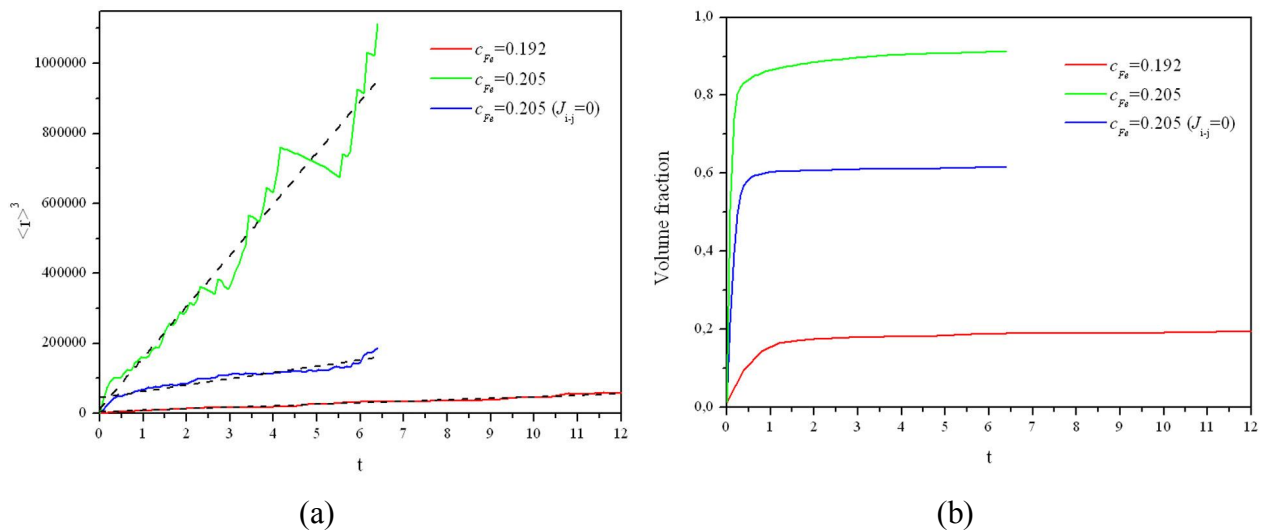 1000000
800000
600000
400000
200000
0
<r>³
c_Fe=0.192
c_Fe=0.205
c_Fe=0.205 (J_i-j=0)
0 1 2 3 4 5 6 7 8 9 10 11 12
t
(a)
1,0
0,8
0,6
0,4
0,2
0,0
Volume fraction
c_Fe=0.192
c_Fe=0.205
c_Fe=0.205 (J_i-j=0)
0 1 2 3 4 5 6 7 8 9 10 11 12
t
(b)